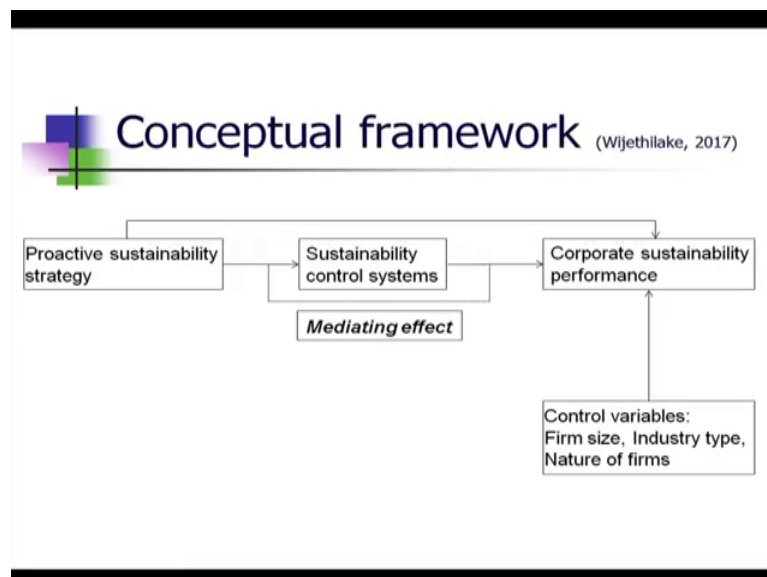 Conceptual framework (Wijethilake, 2017)
Proactive sustainability
strategy
Sustainability
control systems
Corporate sustainability
performance
Mediating effect
Control variables:
Firm size, Industry type,
Nature of firms